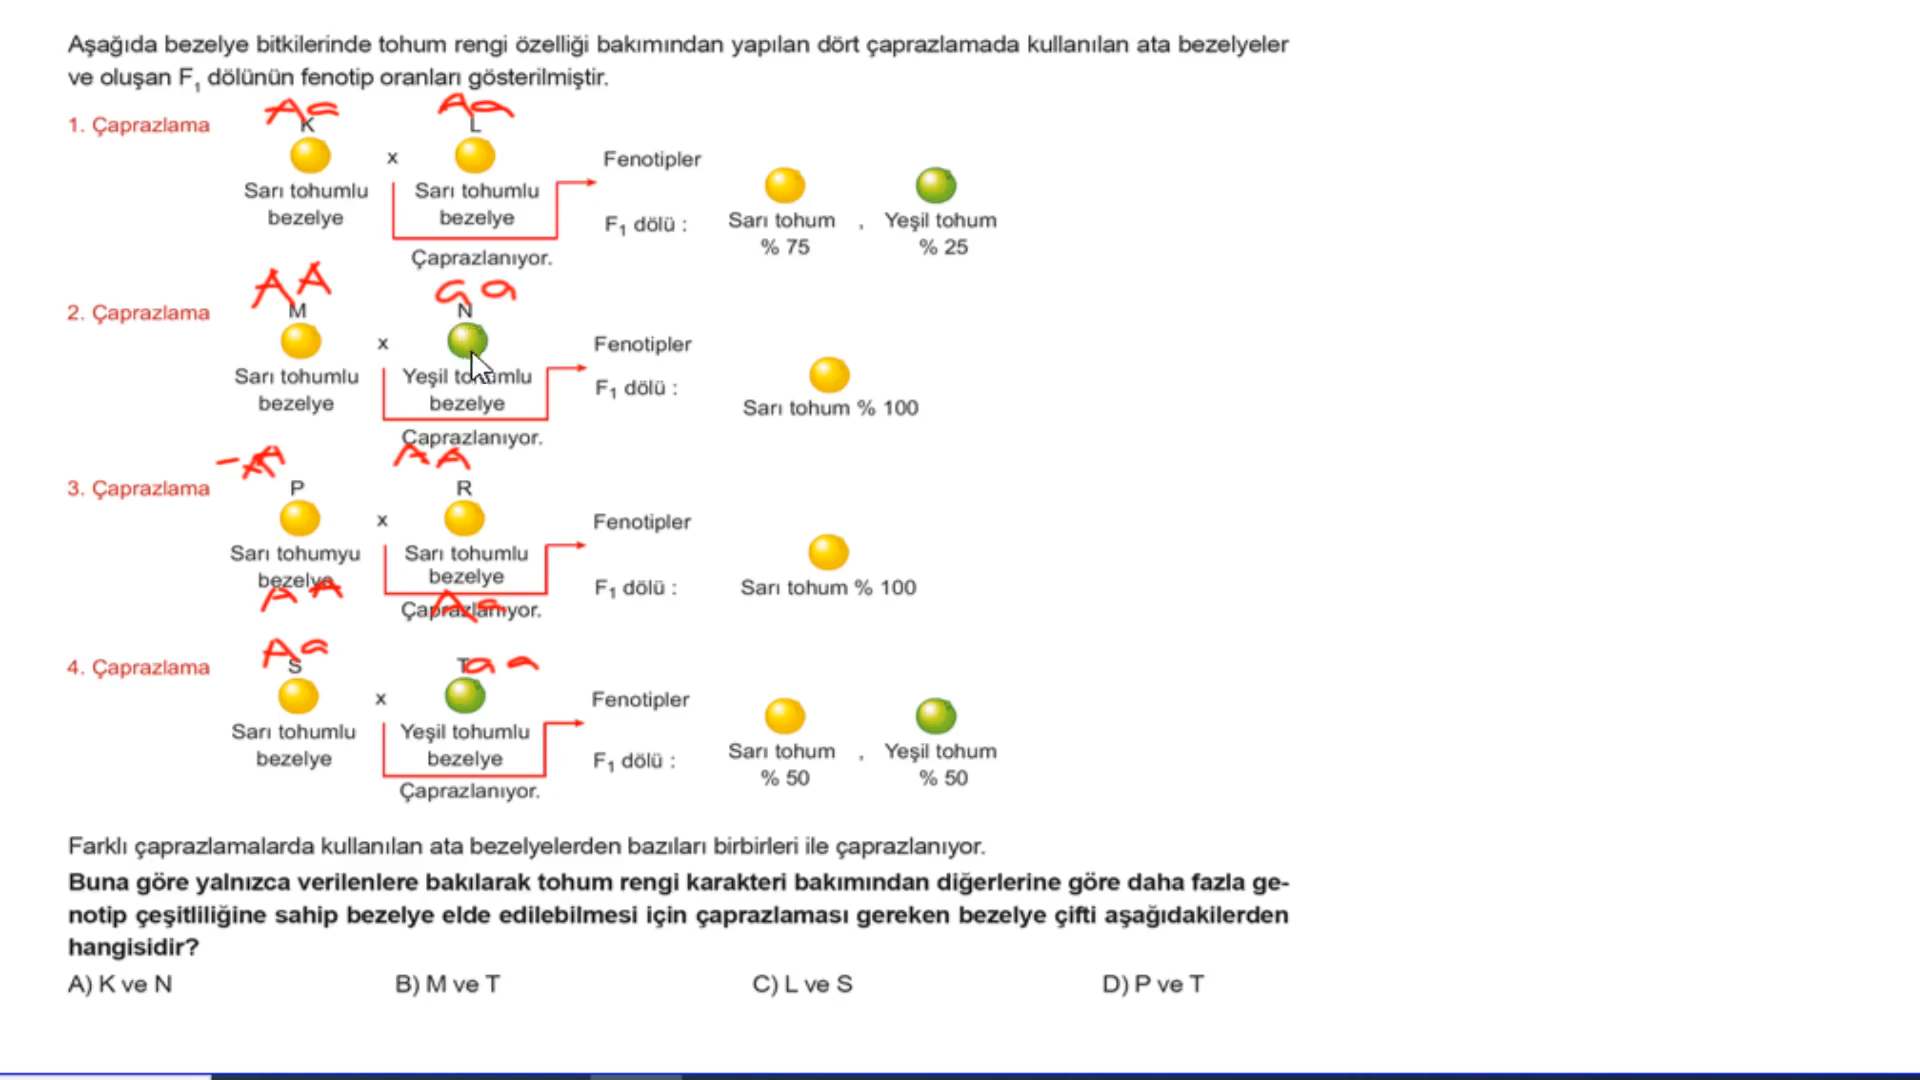 Aşağıda bezelye bitkilerinde tohum rengi özelliği bakımından yapılan dört çaprazlamada kullanılan ata bezelyeler
ve oluşan F₁ dölünün fenotip oranları gösterilmiştir.
Aa Aa
1. Çaprazlama K L
x Fenotipler
Sarı tohumlu Sarı tohumlu
bezelye bezelye
F₁ dölü : Sarı tohum , Yeşil tohum
% 75 % 25
Çaprazlanıyor.
AA aa
2. Çaprazlama M N
x Fenotipler
Sarı tohumlu Yeşil tohumlu
bezelye bezelye
F₁ dölü :
Sarı tohum % 100
Çaprazlanıyor.
AA
3. Çaprazlama P R
x Fenotipler
Sarı tohumyu Sarı tohumlu
bezelye bezelye
F₁ dölü : Sarı tohum % 100
AA Aa
Çaprazlanıyor.
Aa aa
4. Çaprazlama S T
x Fenotipler
Sarı tohumlu Yeşil tohumlu
bezelye bezelye
F₁ dölü : Sarı tohum , Yeşil tohum
% 50 % 50
Çaprazlanıyor.
Farklı çaprazlamalarda kullanılan ata bezelyelerden bazıları birbirleri ile çaprazlanıyor.
Buna göre yalnızca verilenlere bakılarak tohum rengi karakteri bakımından diğerlerine göre daha fazla ge-
notip çeşitliliğine sahip bezelye elde edilebilmesi için çaprazlaması gereken bezelye çifti aşağıdakilerden
hangisidir?
A) K ve N B) M ve T C) L ve S D) P ve T